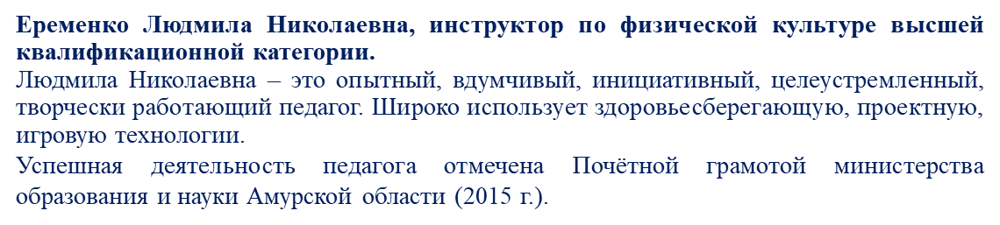 Еременко Людмила Николаевна, инструктор по физической культуре высшей
квалификационной категории.
Людмила Николаевна – это опытный, вдумчивый, инициативный, целеустремленный,
творчески работающий педагог. Широко использует здоровьесберегающую, проектную,
игровую технологии.
Успешная деятельность педагога отмечена Почётной грамотой министерства
образования и науки Амурской области (2015 г.).